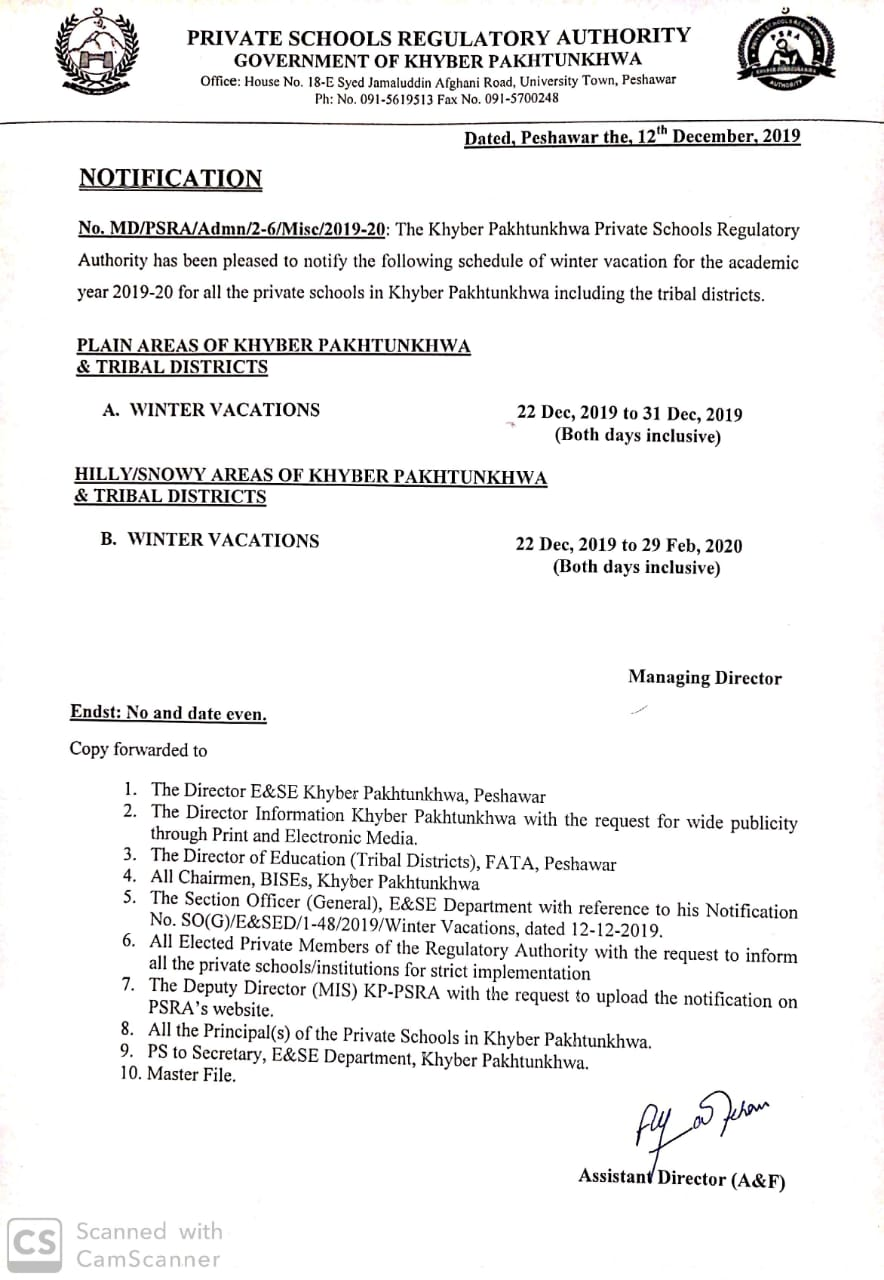 PRIVATE SCHOOLS REGULATORY AUTHORITY
GOVERNMENT OF KHYBER PAKHTUNKHWA
Office: House No. 18-E Syed Jamaluddin Afghani Road, University Town, Peshawar
Ph: No. 091-5619513 Fax No. 091-5700248
PSRA
AUTHORITY
Dated, Peshawar the, 12th December, 2019
NOTIFICATION
No. MD/PSRA/Admn/2-6/Misc/2019-20: The Khyber Pakhtunkhwa Private Schools Regulatory
Authority has been pleased to notify the following schedule of winter vacation for the academic
year 2019-20 for all the private schools in Khyber Pakhtunkhwa including the tribal districts.
PLAIN AREAS OF KHYBER PAKHTUNKHWA
& TRIBAL DISTRICTS
A. WINTER VACATIONS 22 Dec, 2019 to 31 Dec, 2019
(Both days inclusive)
HILLY/SNOWY AREAS OF KHYBER PAKHTUNKHWA
& TRIBAL DISTRICTS
B. WINTER VACATIONS 22 Dec, 2019 to 29 Feb, 2020
(Both days inclusive)
Managing Director
Endst: No and date even.
Copy forwarded to
1. The Director E&SE Khyber Pakhtunkhwa, Peshawar
2. The Director Information Khyber Pakhtunkhwa with the request for wide publicity
through Print and Electronic Media.
3. The Director of Education (Tribal Districts), FATA, Peshawar
4. All Chairmen, BISEs, Khyber Pakhtunkhwa
5. The Section Officer (General), E&SE Department with reference to his Notification
No. SO(G)/E&SED/1-48/2019/Winter Vacations, dated 12-12-2019.
6. All Elected Private Members of the Regulatory Authority with the request to inform
all the private schools/institutions for strict implementation
7. The Deputy Director (MIS) KP-PSRA with the request to upload the notification on
PSRA's website.
8. All the Principal(s) of the Private Schools in Khyber Pakhtunkhwa.
9. PS to Secretary, E&SE Department, Khyber Pakhtunkhwa.
10. Master File.
Assistant Director (A&F)
CS Scanned with
CamScanner